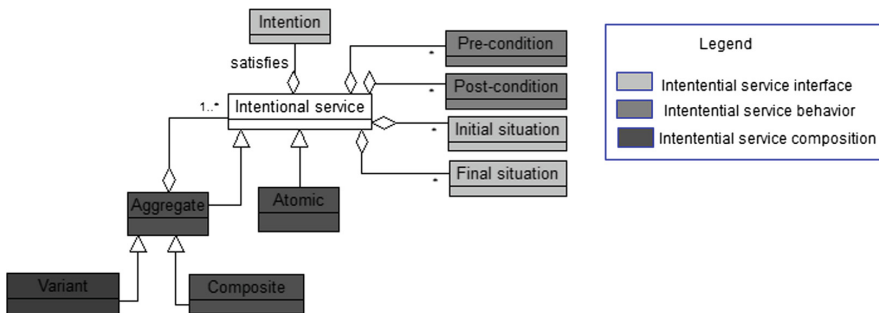 Intention
satisfies
1..*
Intentional service
Pre-condition
*
Post-condition
*
Initial situation
*
Final situation
*
Aggregate
Atomic
Variant
Composite
Legend
Intentential service interface
Intentential service behavior
Intentential service composition